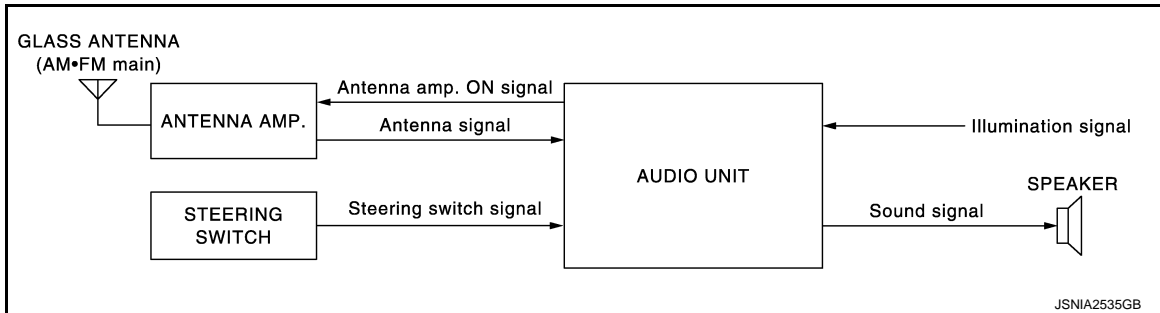 GLASS ANTENNA
(AM•FM main)
ANTENNA AMP.
Antenna amp. ON signal
Antenna signal
STEERING
SWITCH
Steering switch signal
AUDIO UNIT
Illumination signal
SPEAKER
Sound signal
JSNIA2535GB